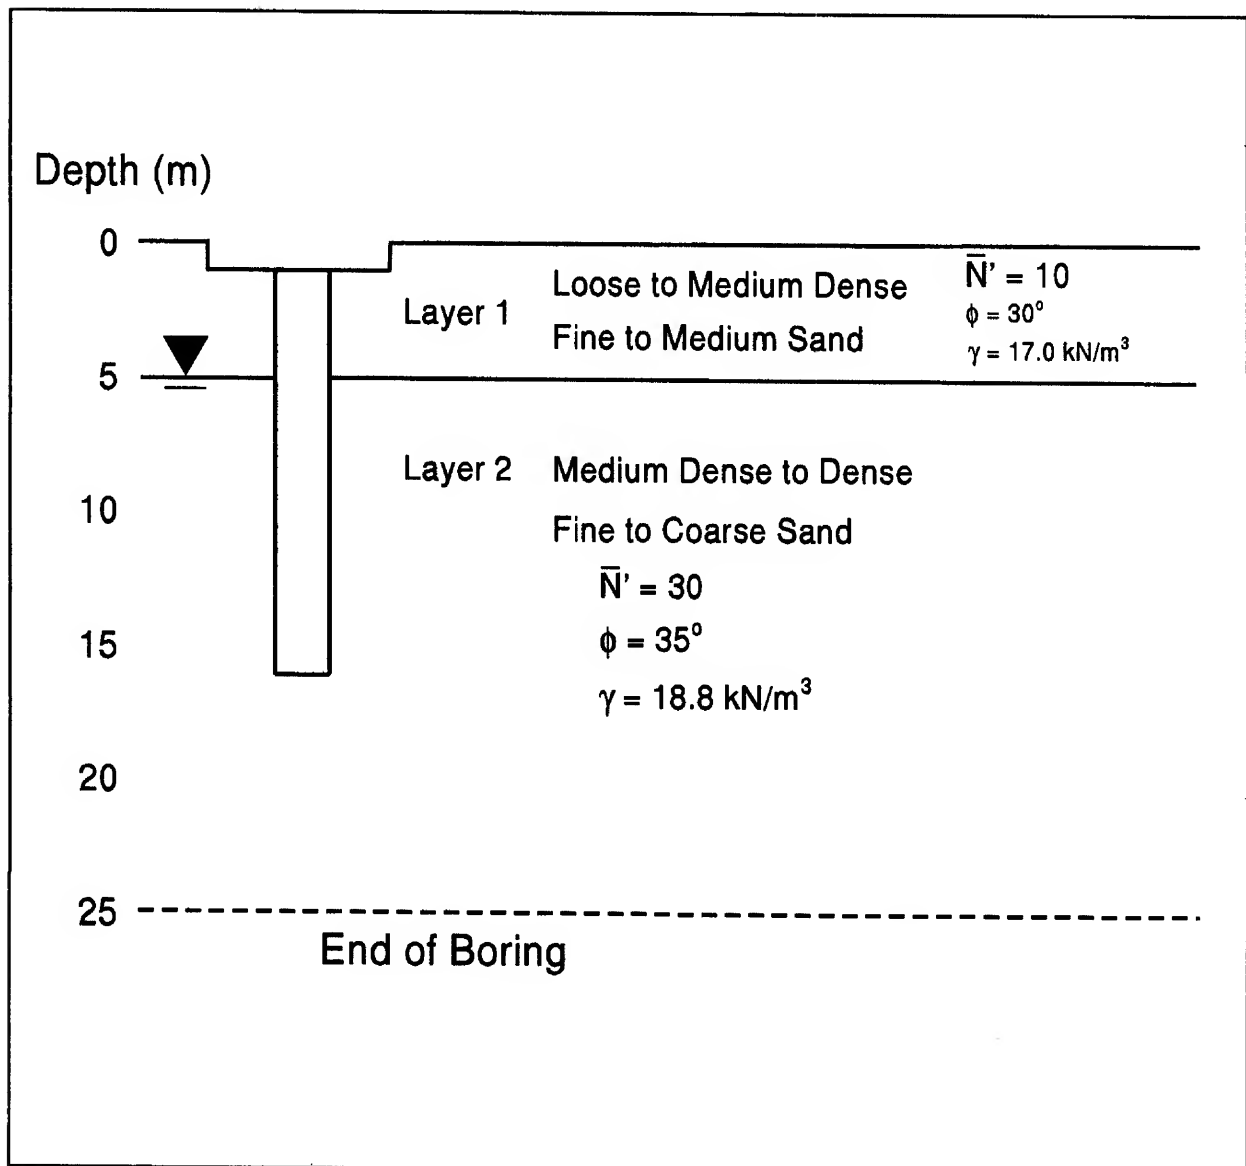 Depth (m)
0
Layer 1
Loose to Medium Dense
Fine to Medium Sand
N̅' = 10
ϕ = 30⁰
γ = 17.0 kN/m³
5
Layer 2
Medium Dense to Dense
Fine to Coarse Sand
N̅' = 30
ϕ = 35⁰
γ = 18.8 kN/m³
10
15
20
25
End of Boring